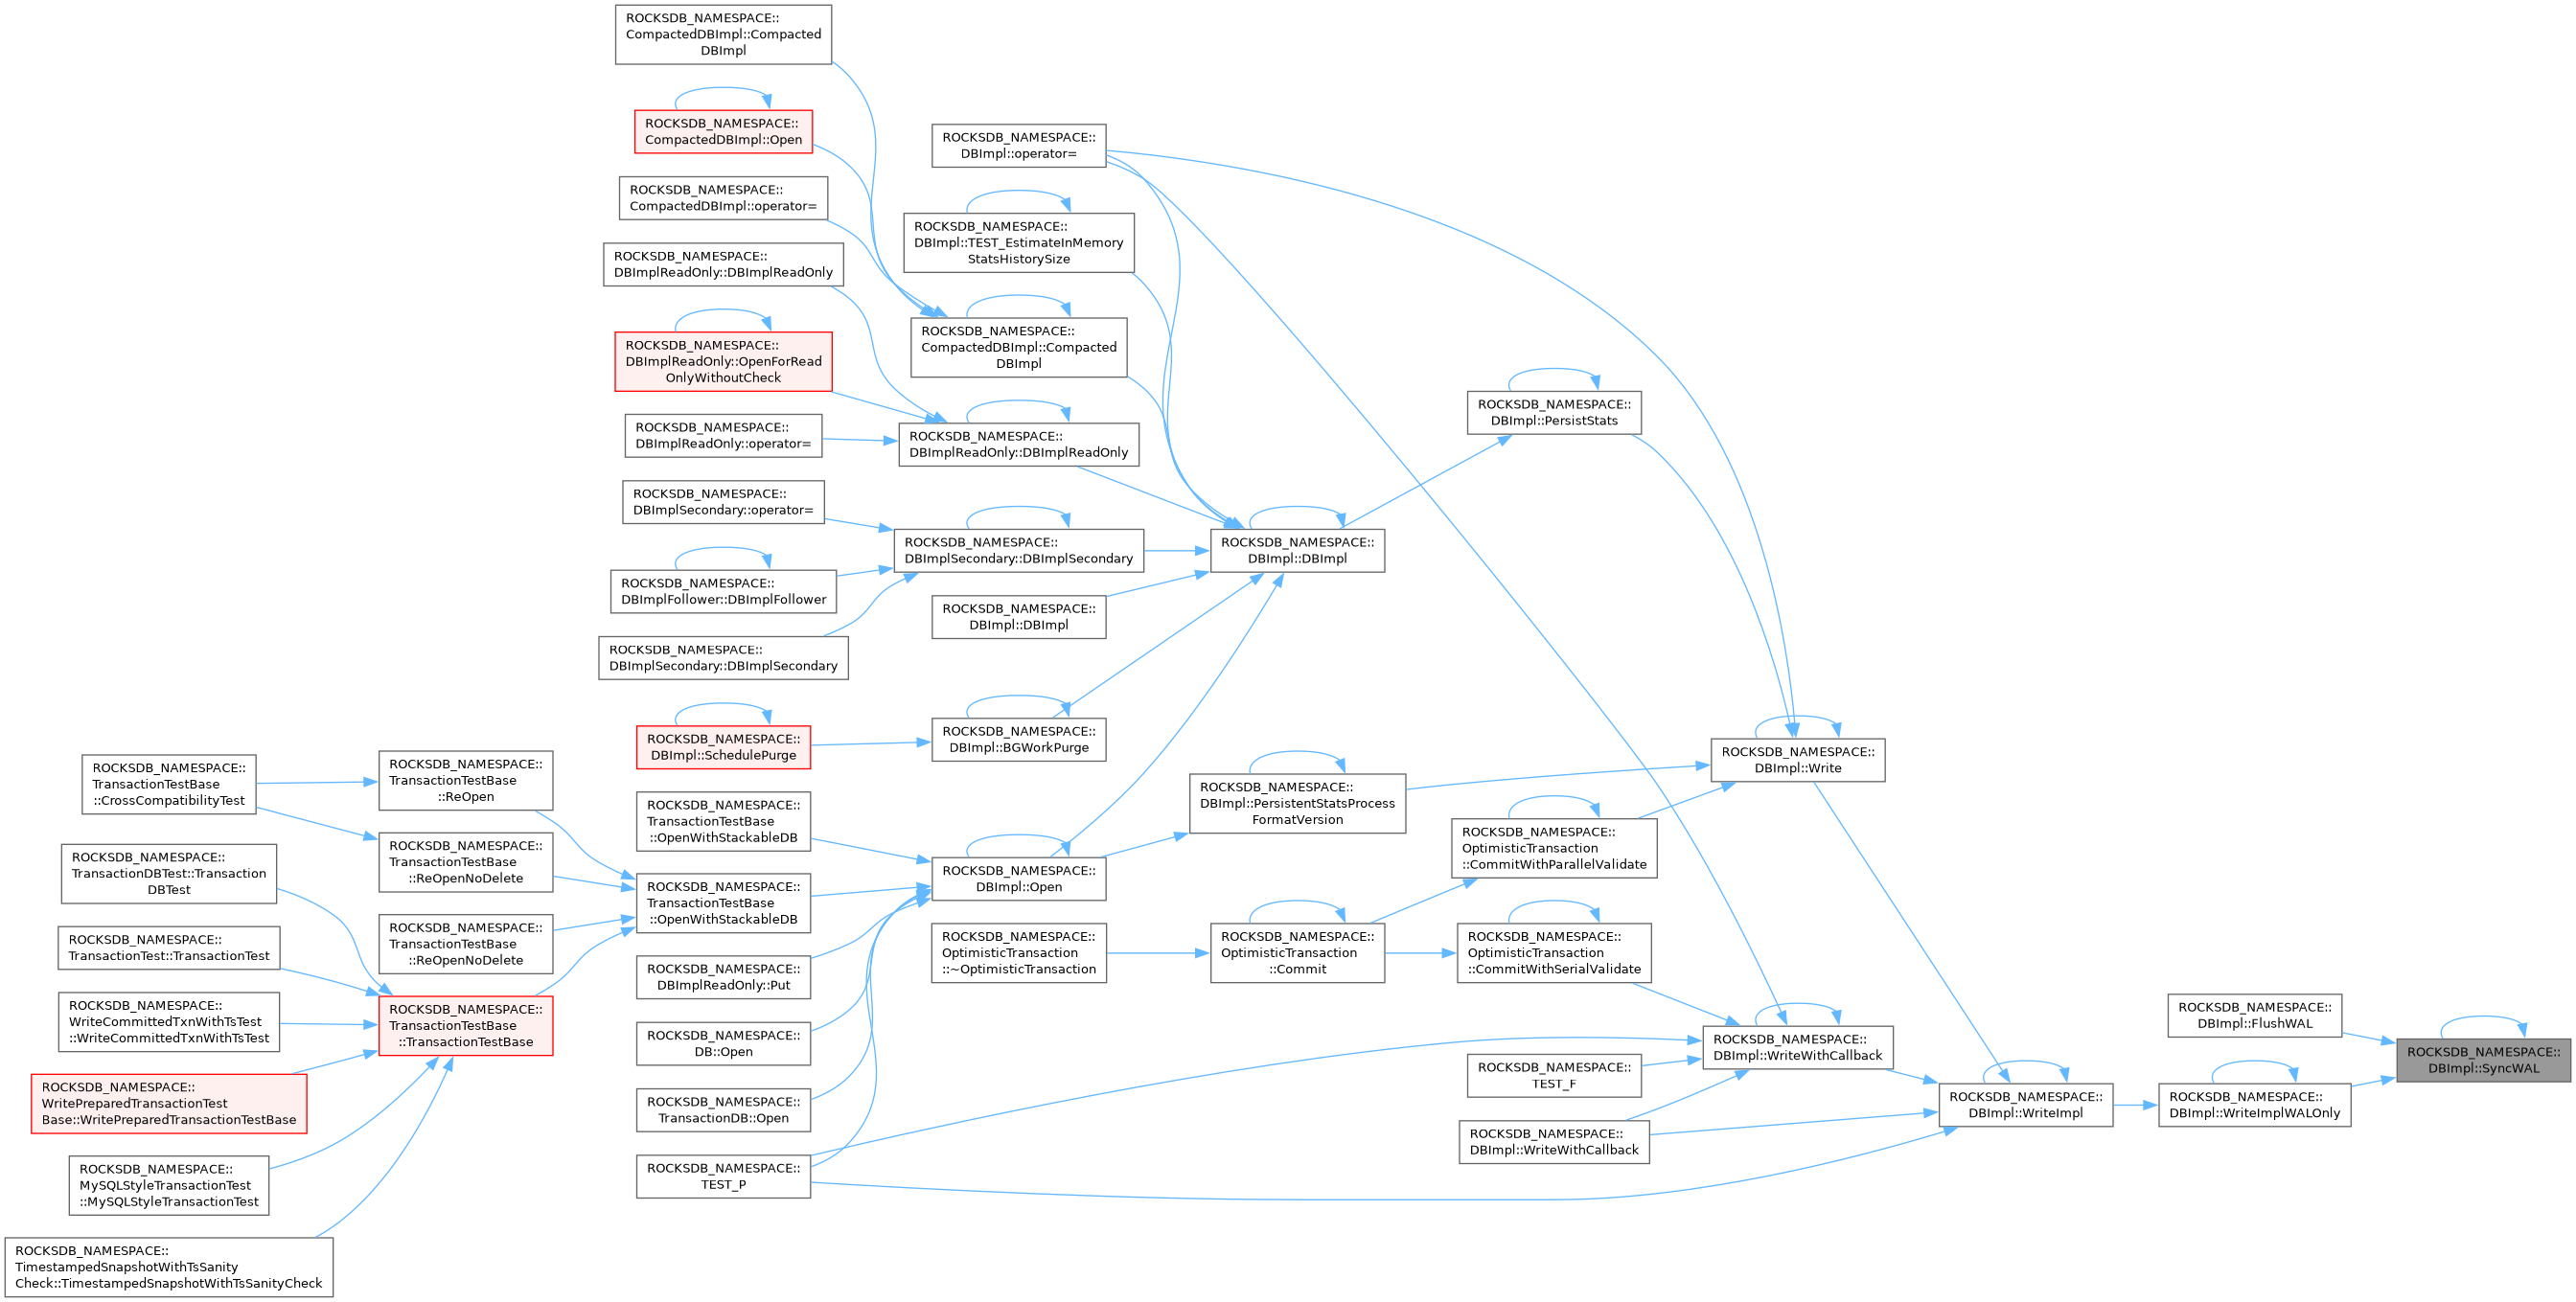 ROCKSDB_NAMESPACE::
CompactedDBImpl::Compacted
DBImpl
ROCKSDB_NAMESPACE::
CompactedDBImpl::Open
ROCKSDB_NAMESPACE::
CompactedDBImpl::operator=
ROCKSDB_NAMESPACE::
DBImplReadOnly::DBImplReadOnly
ROCKSDB_NAMESPACE::
DBImplReadOnly::OpenForRead
OnlyWithoutCheck
ROCKSDB_NAMESPACE::
DBImplReadOnly::operator=
ROCKSDB_NAMESPACE::
DBImplSecondary::operator=
ROCKSDB_NAMESPACE::
DBImplFollower::DBImplFollower
ROCKSDB_NAMESPACE::
DBImplSecondary::DBImplSecondary
ROCKSDB_NAMESPACE::
DBImpl::SchedulePurge
ROCKSDB_NAMESPACE::
TransactionTestBase
::OpenWithStackableDB
ROCKSDB_NAMESPACE::
TransactionTestBase
::OpenWithStackableDB
ROCKSDB_NAMESPACE::
DBImplReadOnly::Put
ROCKSDB_NAMESPACE::
DB::Open
ROCKSDB_NAMESPACE::
TransactionDB::Open
ROCKSDB_NAMESPACE::
TEST_P
ROCKSDB_NAMESPACE::
TransactionTestBase
::CrossCompatibilityTest
ROCKSDB_NAMESPACE::
TransactionDBTest::Transaction
DBTest
ROCKSDB_NAMESPACE::
TransactionTest::TransactionTest
ROCKSDB_NAMESPACE::
WriteCommittedTxnWithTsTest
::WriteCommittedTxnWithTsTest
ROCKSDB_NAMESPACE::
WritePreparedTransactionTest
Base::WritePreparedTransactionTestBase
ROCKSDB_NAMESPACE::
MySQLStyleTransactionTest
::MySQLStyleTransactionTest
ROCKSDB_NAMESPACE::
TimestampedSnapshotWithTsSanity
Check::TimestampedSnapshotWithTsSanityCheck
ROCKSDB_NAMESPACE::
TransactionTestBase
::ReOpen
ROCKSDB_NAMESPACE::
TransactionTestBase
::ReOpenNoDelete
ROCKSDB_NAMESPACE::
TransactionTestBase
::ReOpenNoDelete
ROCKSDB_NAMESPACE::
TransactionTestBase
::TransactionTestBase
ROCKSDB_NAMESPACE::
DBImpl::operator=
ROCKSDB_NAMESPACE::
DBImpl::TEST_EstimateInMemory
StatsHistorySize
ROCKSDB_NAMESPACE::
CompactedDBImpl::Compacted
DBImpl
ROCKSDB_NAMESPACE::
DBImplReadOnly::DBImplReadOnly
ROCKSDB_NAMESPACE::
DBImplSecondary::DBImplSecondary
ROCKSDB_NAMESPACE::
DBImpl::DBImpl
ROCKSDB_NAMESPACE::
DBImpl::BGWorkPurge
ROCKSDB_NAMESPACE::
DBImpl::Open
ROCKSDB_NAMESPACE::
OptimisticTransaction
::~OptimisticTransaction
ROCKSDB_NAMESPACE::
DBImpl::DBImpl
ROCKSDB_NAMESPACE::
DBImpl::PersistentStatsProcess
FormatVersion
ROCKSDB_NAMESPACE::
OptimisticTransaction
::Commit
ROCKSDB_NAMESPACE::
DBImpl::PersistStats
ROCKSDB_NAMESPACE::
OptimisticTransaction
::CommitWithParallelValidate
ROCKSDB_NAMESPACE::
OptimisticTransaction
::CommitWithSerialValidate
ROCKSDB_NAMESPACE::
TEST_F
ROCKSDB_NAMESPACE::
DBImpl::WriteWithCallback
ROCKSDB_NAMESPACE::
DBImpl::Write
ROCKSDB_NAMESPACE::
DBImpl::WriteWithCallback
ROCKSDB_NAMESPACE::
DBImpl::WriteImpl
ROCKSDB_NAMESPACE::
DBImpl::FlushWAL
ROCKSDB_NAMESPACE::
DBImpl::WriteImplWALOnly
ROCKSDB_NAMESPACE::
DBImpl::SyncWAL